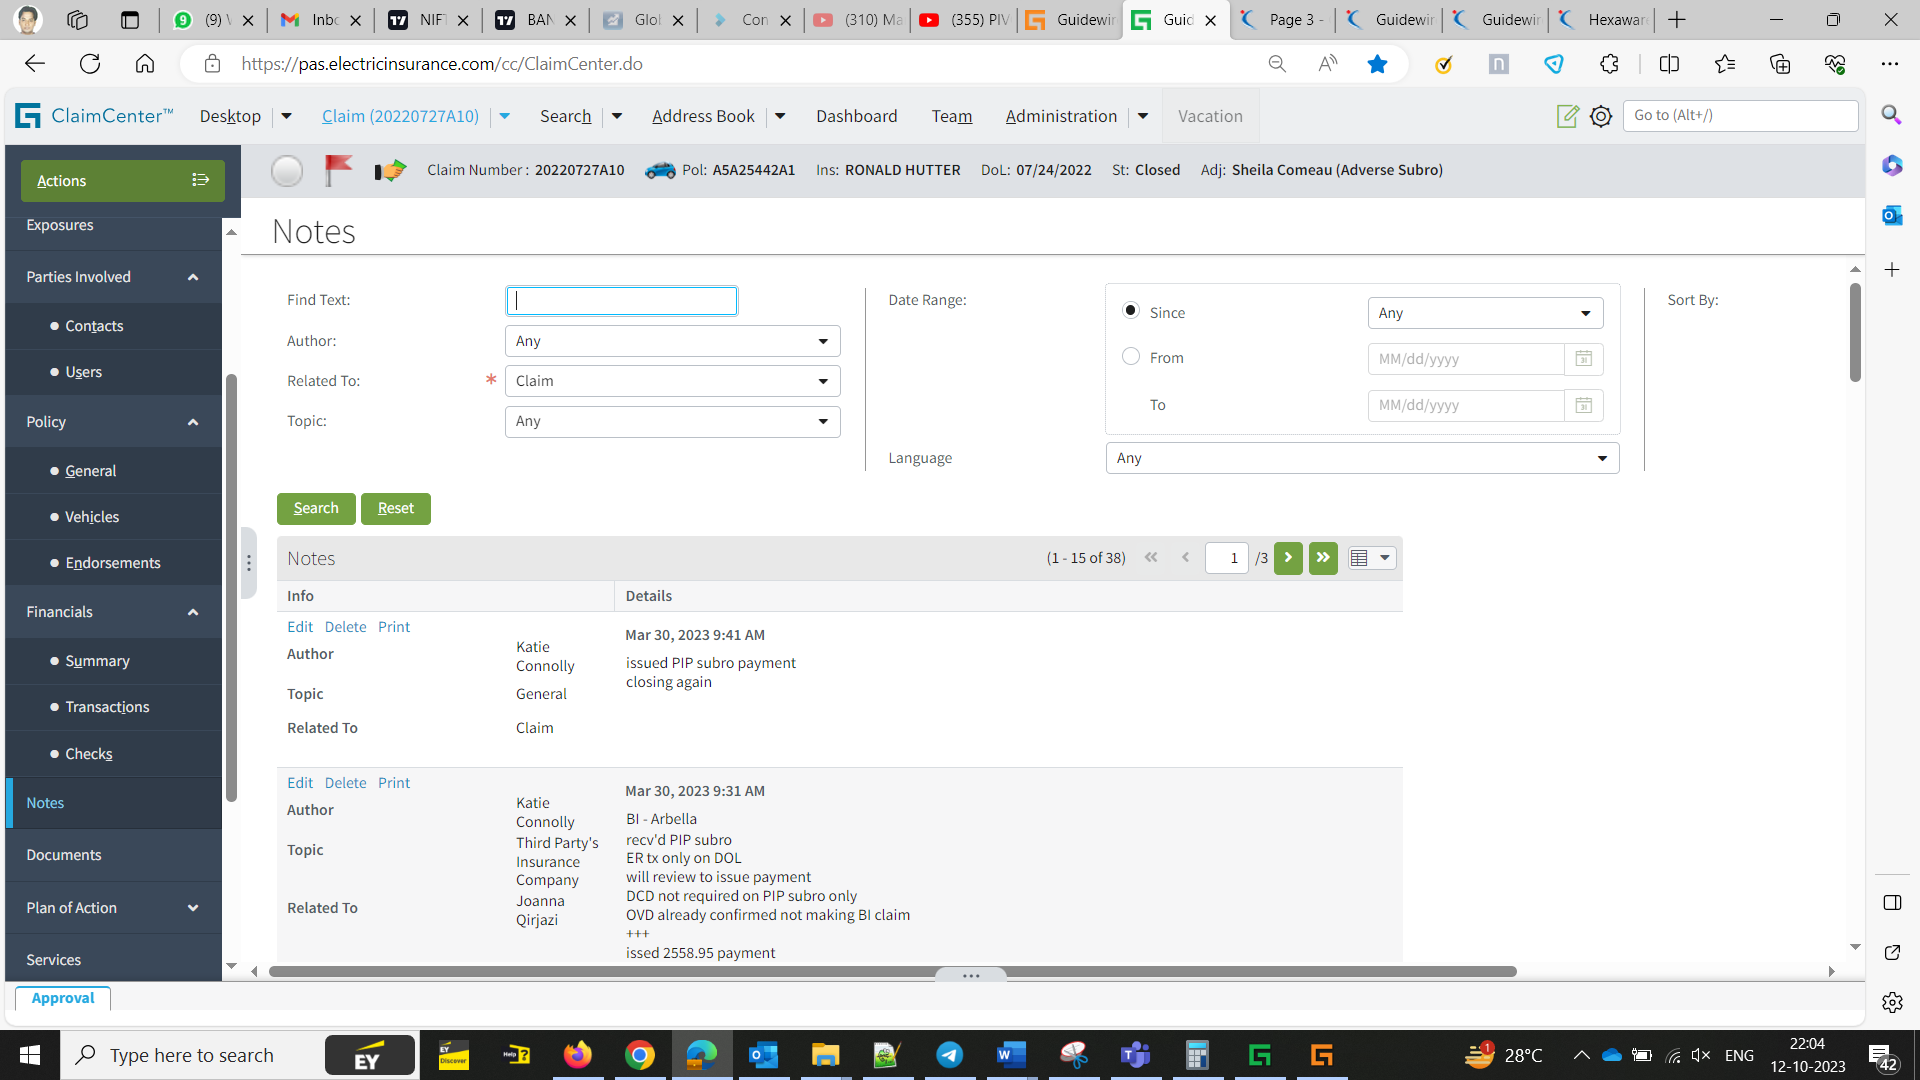 (9) W
Inbo
NIFT
BAN
Glob
Con
(310) Ma
(355) PIV
Guidewir
Guid
Page 3 -
Guidewir
Guidewir
Hexawar
https://pas.electricinsurance.com/cc/ClaimCenter.do
ClaimCenter™
Desktop
Claim (20220727A10)
Search
Address Book
Dashboard
Team
Administration
Vacation
Go to (Alt+/)
Actions
Claim Number : 20220727A10
Pol: A5A25442A1
Ins: RONALD HUTTER
DoL: 07/24/2022
St: Closed
Adj: Sheila Comeau (Adverse Subro)
Exposures
Parties Involved
Contacts
Users
Policy
General
Vehicles
Endorsements
Financials
Summary
Transactions
Checks
Notes
Documents
Plan of Action
Services
Notes
Find Text:
Author:
Any
Related To:
* Claim
Topic:
Any
Date Range:
Since
Any
From
MM/dd/yyyy
To
MM/dd/yyyy
Language
Any
Sort By:
Search
Reset
Notes
(1 - 15 of 38)
1
/3
Info
Details
Edit Delete Print
Author
Katie
Connolly
Topic
General
Related To
Claim
Mar 30, 2023 9:41 AM
issued PIP subro payment
closing again
Edit Delete Print
Author
Katie
Connolly
Topic
Third Party's
Insurance
Company
Related To
Joanna
Qirjazi
Mar 30, 2023 9:31 AM
BI - Arbella
recv'd PIP subro
ER tx only on DOL
will review to issue payment
DCD not required on PIP subro only
OVD already confirmed not making BI claim
+++
issed 2558.95 payment
Approval
Type here to search
EY
EY
Discover
Help ?
28°C
1
ENG
22:04
12-10-2023
42